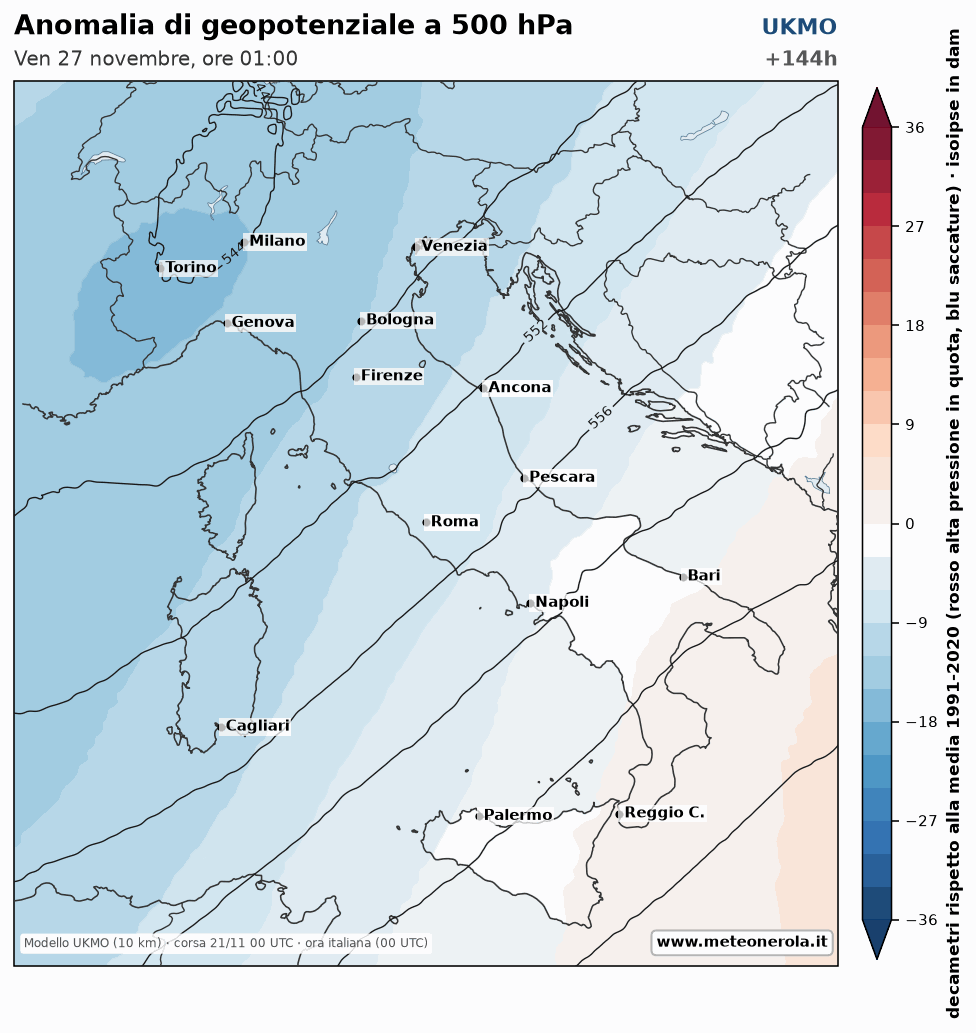 Anomalia di geopotenziale a 500 hPa
UKMO
Ven 27 novembre, ore 01:00
+144h
Milano
Torino
Venezia
Genova
Bologna
Firenze
Ancona
556
Pescara
Roma
Bari
Napoli
Cagliari
Palermo
Reggio C.
Modello UKMO (10 km) · corsa 21/11 00 UTC · ora italiana (00 UTC)
www.meteonerola.it
36
27
18
9
0
−9
−18
−27
−36
decametri rispetto alla media 1991-2020 (rosso alta pressione in quota, blu saccature) · isoipse in dam